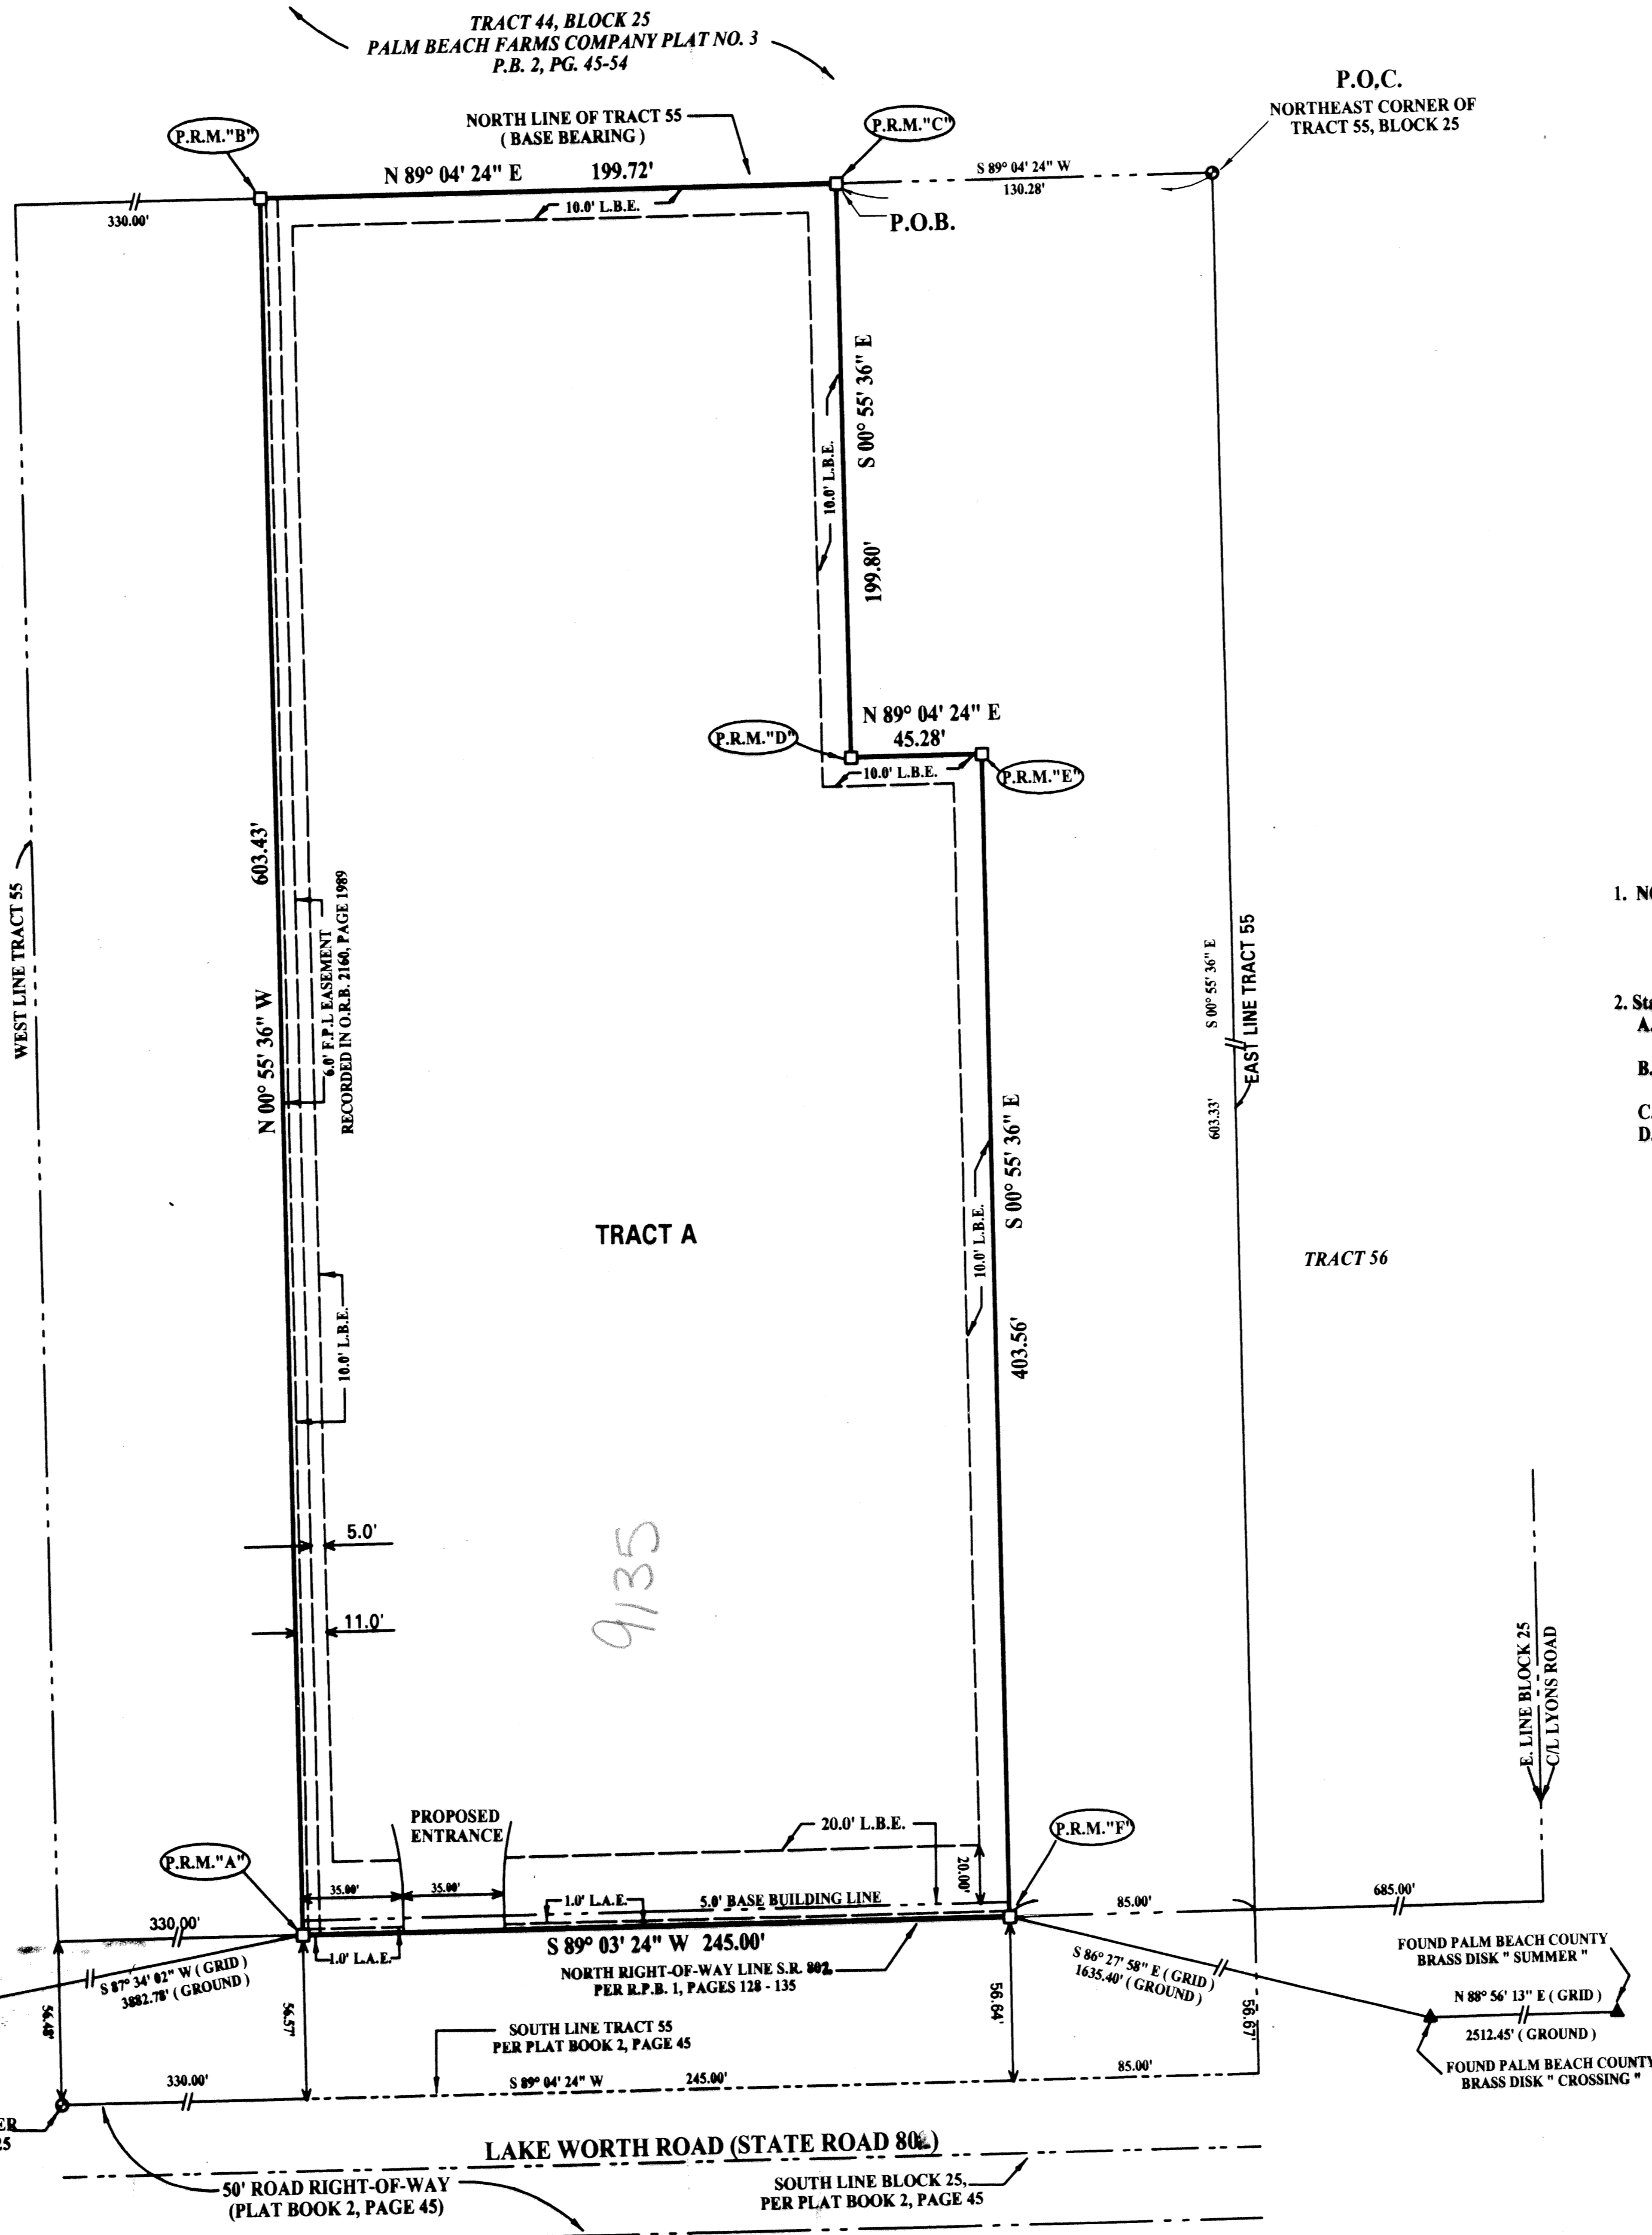 TRACT 44, BLOCK 25
PALM BEACH FARMS COMPANY PLAT NO. 3
P.B. 2, PG. 45-54
P.O.C.
NORTHEAST CORNER OF
TRACT 55, BLOCK 25
NORTH LINE OF TRACT 55
( BASE BEARING )
P.R.M."B"
P.R.M."C"
N 89° 04' 24" E 199.72'
S 89° 04' 24" W
130.28'
330.00'
10.0' L.B.E.
P.O.B.
S 00° 55' 36" E
199.80'
10.0' L.B.E.
N 89° 04' 24" E
45.28'
P.R.M."D"
10.0' L.B.E.
P.R.M."E"
WEST LINE TRACT 55
603.43'
N 00° 55' 36" W
6.0' F.P.L EASEMENT
RECORDED IN O.R.B. 2160, PAGE 1989
10.0' L.B.E.
S 00° 55' 36" E
603.33'
EAST LINE TRACT 55
1.
2.
A.
B.
C.
D.
S 00° 55' 36" E
403.56'
10.0' L.B.E.
TRACT A
TRACT 56
5.0'
11.0'
9135
E. LINE BLOCK 25
C/L LYONS ROAD
PROPOSED
ENTRANCE
20.0' L.B.E.
20.00'
P.R.M."A"
P.R.M."F"
35.00'
35.00'
1.0' L.A.E.
5.0' BASE BUILDING LINE
85.00'
685.00'
330.00'
1.0' L.A.E.
S 89° 03' 24" W 245.00'
NORTH RIGHT-OF-WAY LINE S.R. 802
PER R.P.B. 1, PAGES 128 - 135
S 87° 34' 02" W ( GRID )
3882.78' ( GROUND )
S 86° 27' 58" E ( GRID )
1635.40' ( GROUND )
FOUND PALM BEACH COUNTY
BRASS DISK " SUMMER "
N 88° 56' 13" E ( GRID )
2512.45' ( GROUND )
FOUND PALM BEACH COUNTY
BRASS DISK " CROSSING "
56.48'
56.57'
56.64'
56.67'
SOUTH LINE TRACT 55
PER PLAT BOOK 2, PAGE 45
330.00'
S 89° 04' 24" W 245.00'
85.00'
ER
25
LAKE WORTH ROAD (STATE ROAD 802)
50' ROAD RIGHT-OF-WAY
(PLAT BOOK 2, PAGE 45)
SOUTH LINE BLOCK 25,
PER PLAT BOOK 2, PAGE 45